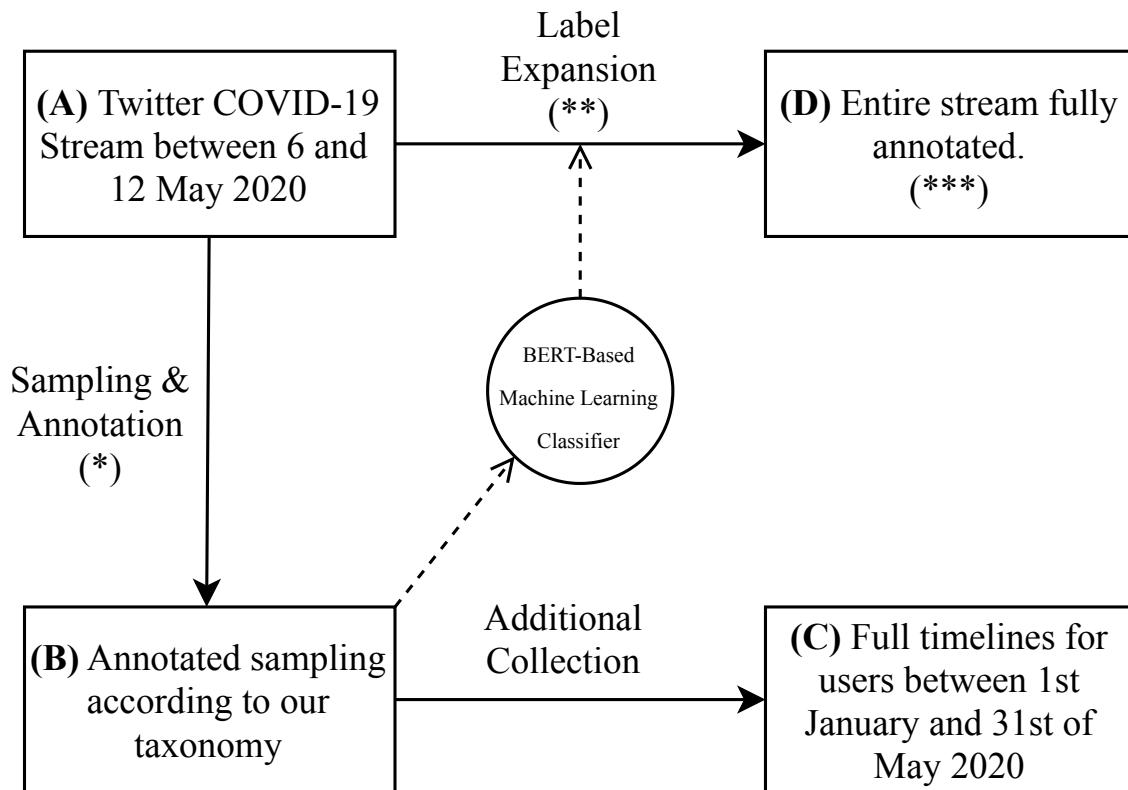 (A) Twitter COVID-19
Stream between 6 and
12 May 2020
Label
Expansion
(**)
(D) Entire stream fully
annotated.
(***)
Sampling &
Annotation
(*)
BERT-Based
Machine Learning
Classifier
(B) Annotated sampling
according to our
taxonomy
Additional
Collection
(C) Full timelines for
users between 1st
January and 31st of
May 2020